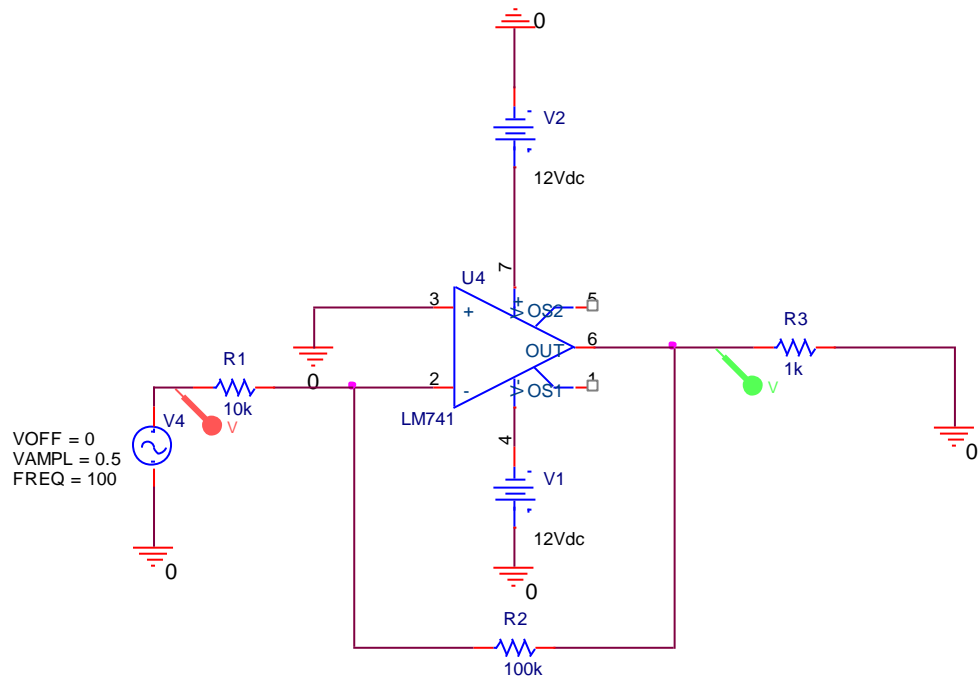 0
V2
12Vdc
7
U4
3
+
V+
OS2
5
R3
6
OUT
1k
0
R1
2
-
V-
OS1
1
10k
V
V
LM741
V4
VOFF = 0
VAMPL = 0.5
FREQ = 100
4
V1
0
12Vdc
0
0
R2
100k